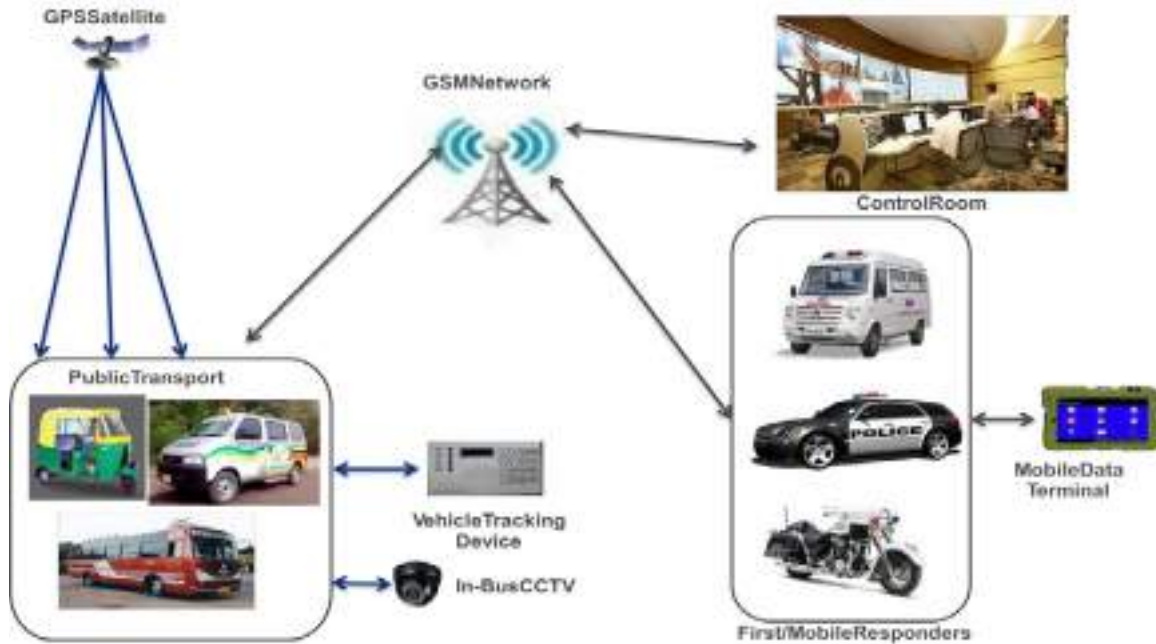 GPSSatellite
GSMNetwork
ControlRoom
PublicTransport
POLICE
VehicleTracking
Device
In-BusCCTV
MobileData
Terminal
First/MobileResponders